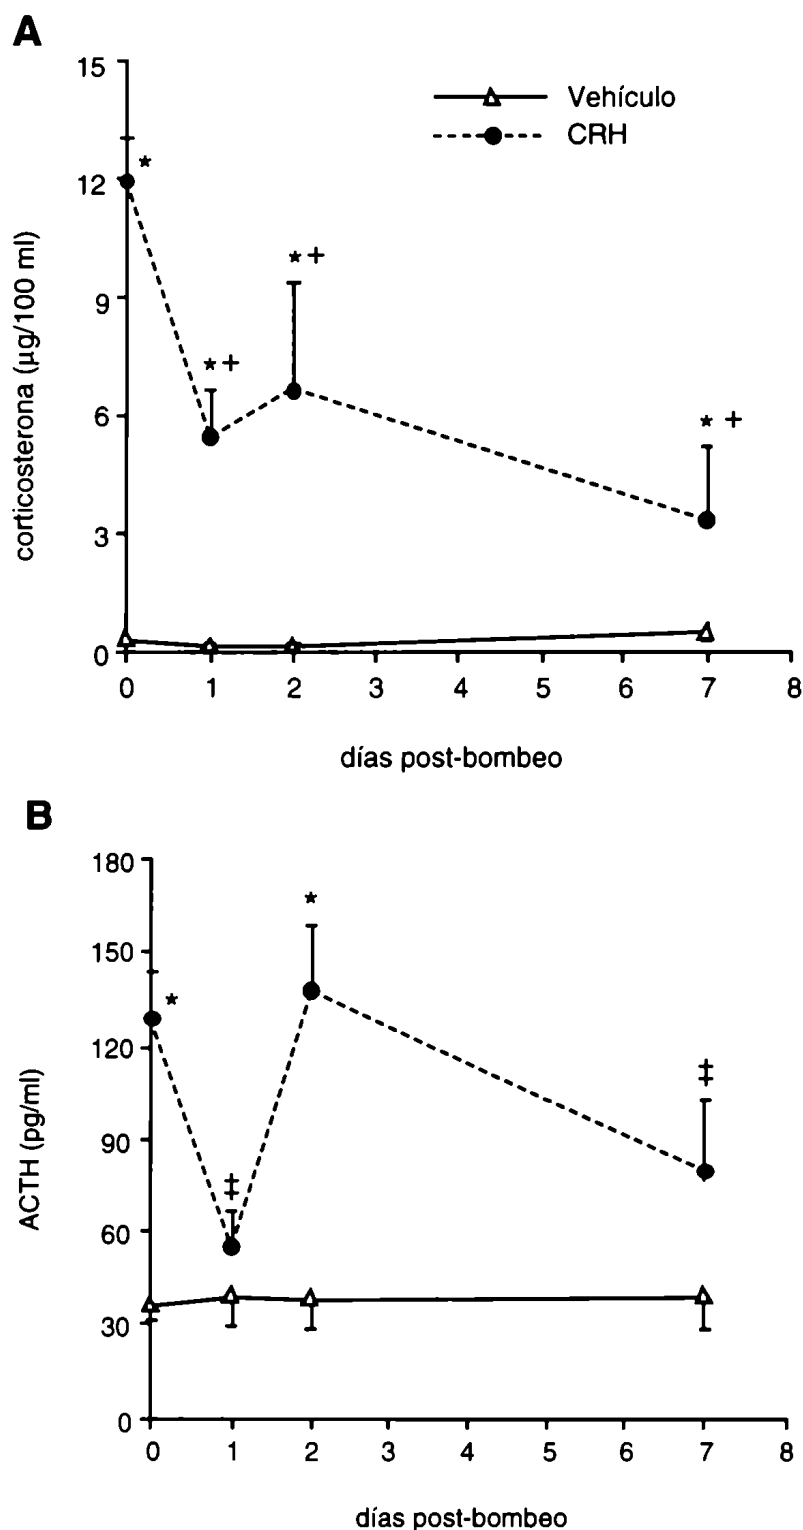 A
15
Vehículo
CRH
*
12
* +
9
* +
6
* +
3
0
corticosterona (µg/100 ml)
0 1 2 3 4 5 6 7 8
días post-bombeo
B
180
*
150
*
120
‡
90
‡
60
30
0
ACTH (pg/ml)
0 1 2 3 4 5 6 7 8
días post-bombeo